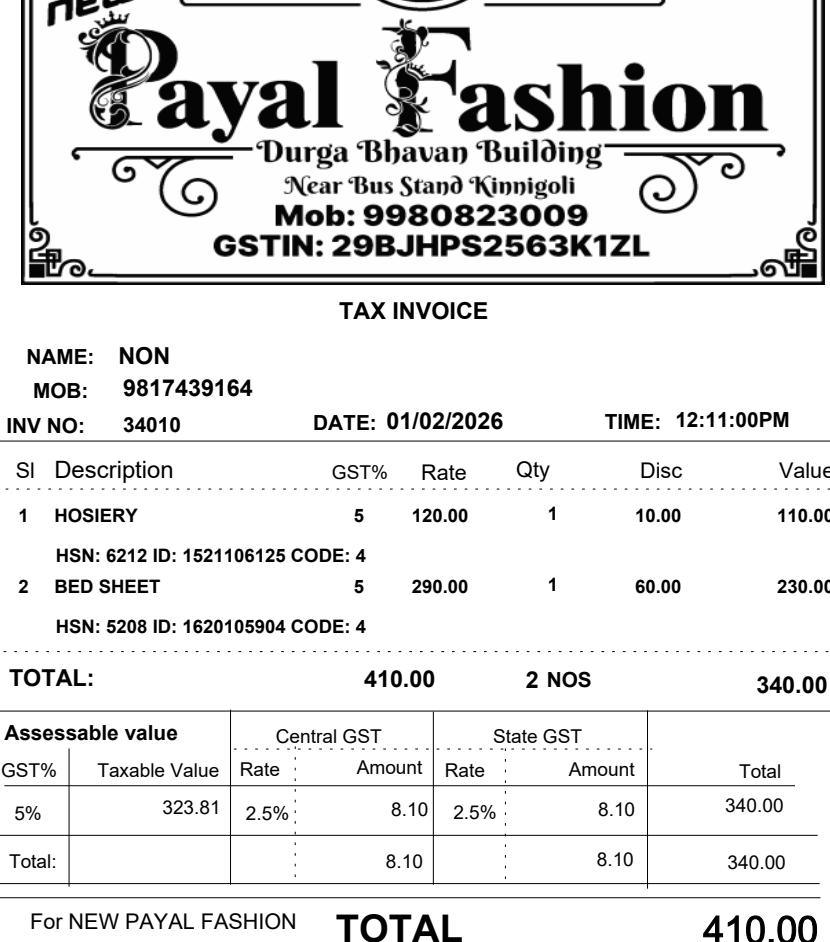 new
Payal Fashion
Durga Bhavan Building
Near Bus Stand Kinnigoli
Mob: 9980823009
GSTIN: 29BJHPS2563K1ZL
TAX INVOICE
NAME: NON
MOB: 9817439164
INV NO: 34010 DATE: 01/02/2026 TIME: 12:11:00PM
Sl Description GST% Rate Qty Disc Value
1 HOSIERY 5 120.00 1 10.00 110.00
HSN: 6212 ID: 1521106125 CODE: 4
2 BED SHEET 5 290.00 1 60.00 230.00
HSN: 5208 ID: 1620105904 CODE: 4
TOTAL: 410.00 2 NOS 340.00
Assessable value Central GST State GST
GST% Taxable Value Rate Amount Rate Amount Total
5% 323.81 2.5% 8.10 2.5% 8.10 340.00
Total: 8.10 8.10 340.00
For NEW PAYAL FASHION TOTAL 410.00